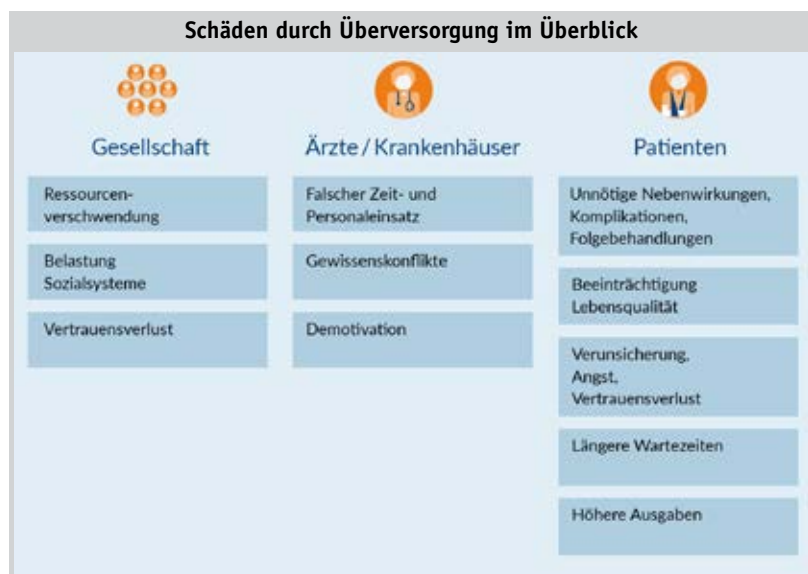 Schäden durch Überversorgung im Überblick
Gesellschaft
Ressourcen-
verschwendung
Belastung
Sozialsysteme
Vertrauensverlust
Ärzte / Krankenhäuser
Falscher Zeit- und
Personaleinsatz
Gewissenskonflikte
Demotivation
Patienten
Unnötige Nebenwirkungen,
Komplikationen,
Folgebehandlungen
Beeinträchtigung
Lebensqualität
Verunsicherung,
Angst,
Vertrauensverlust
Längere Wartezeiten
Höhere Ausgaben